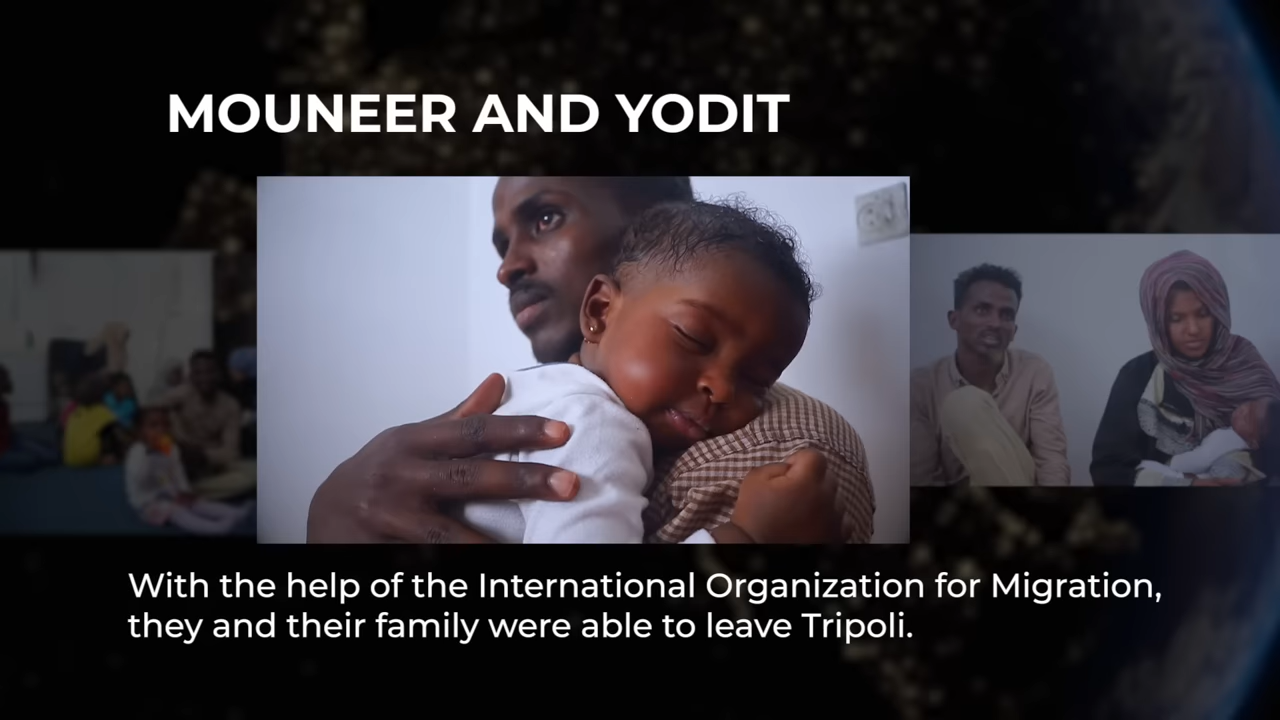 MOUNEER AND YODIT
With the help of the International Organization for Migration,
they and their family were able to leave Tripoli.